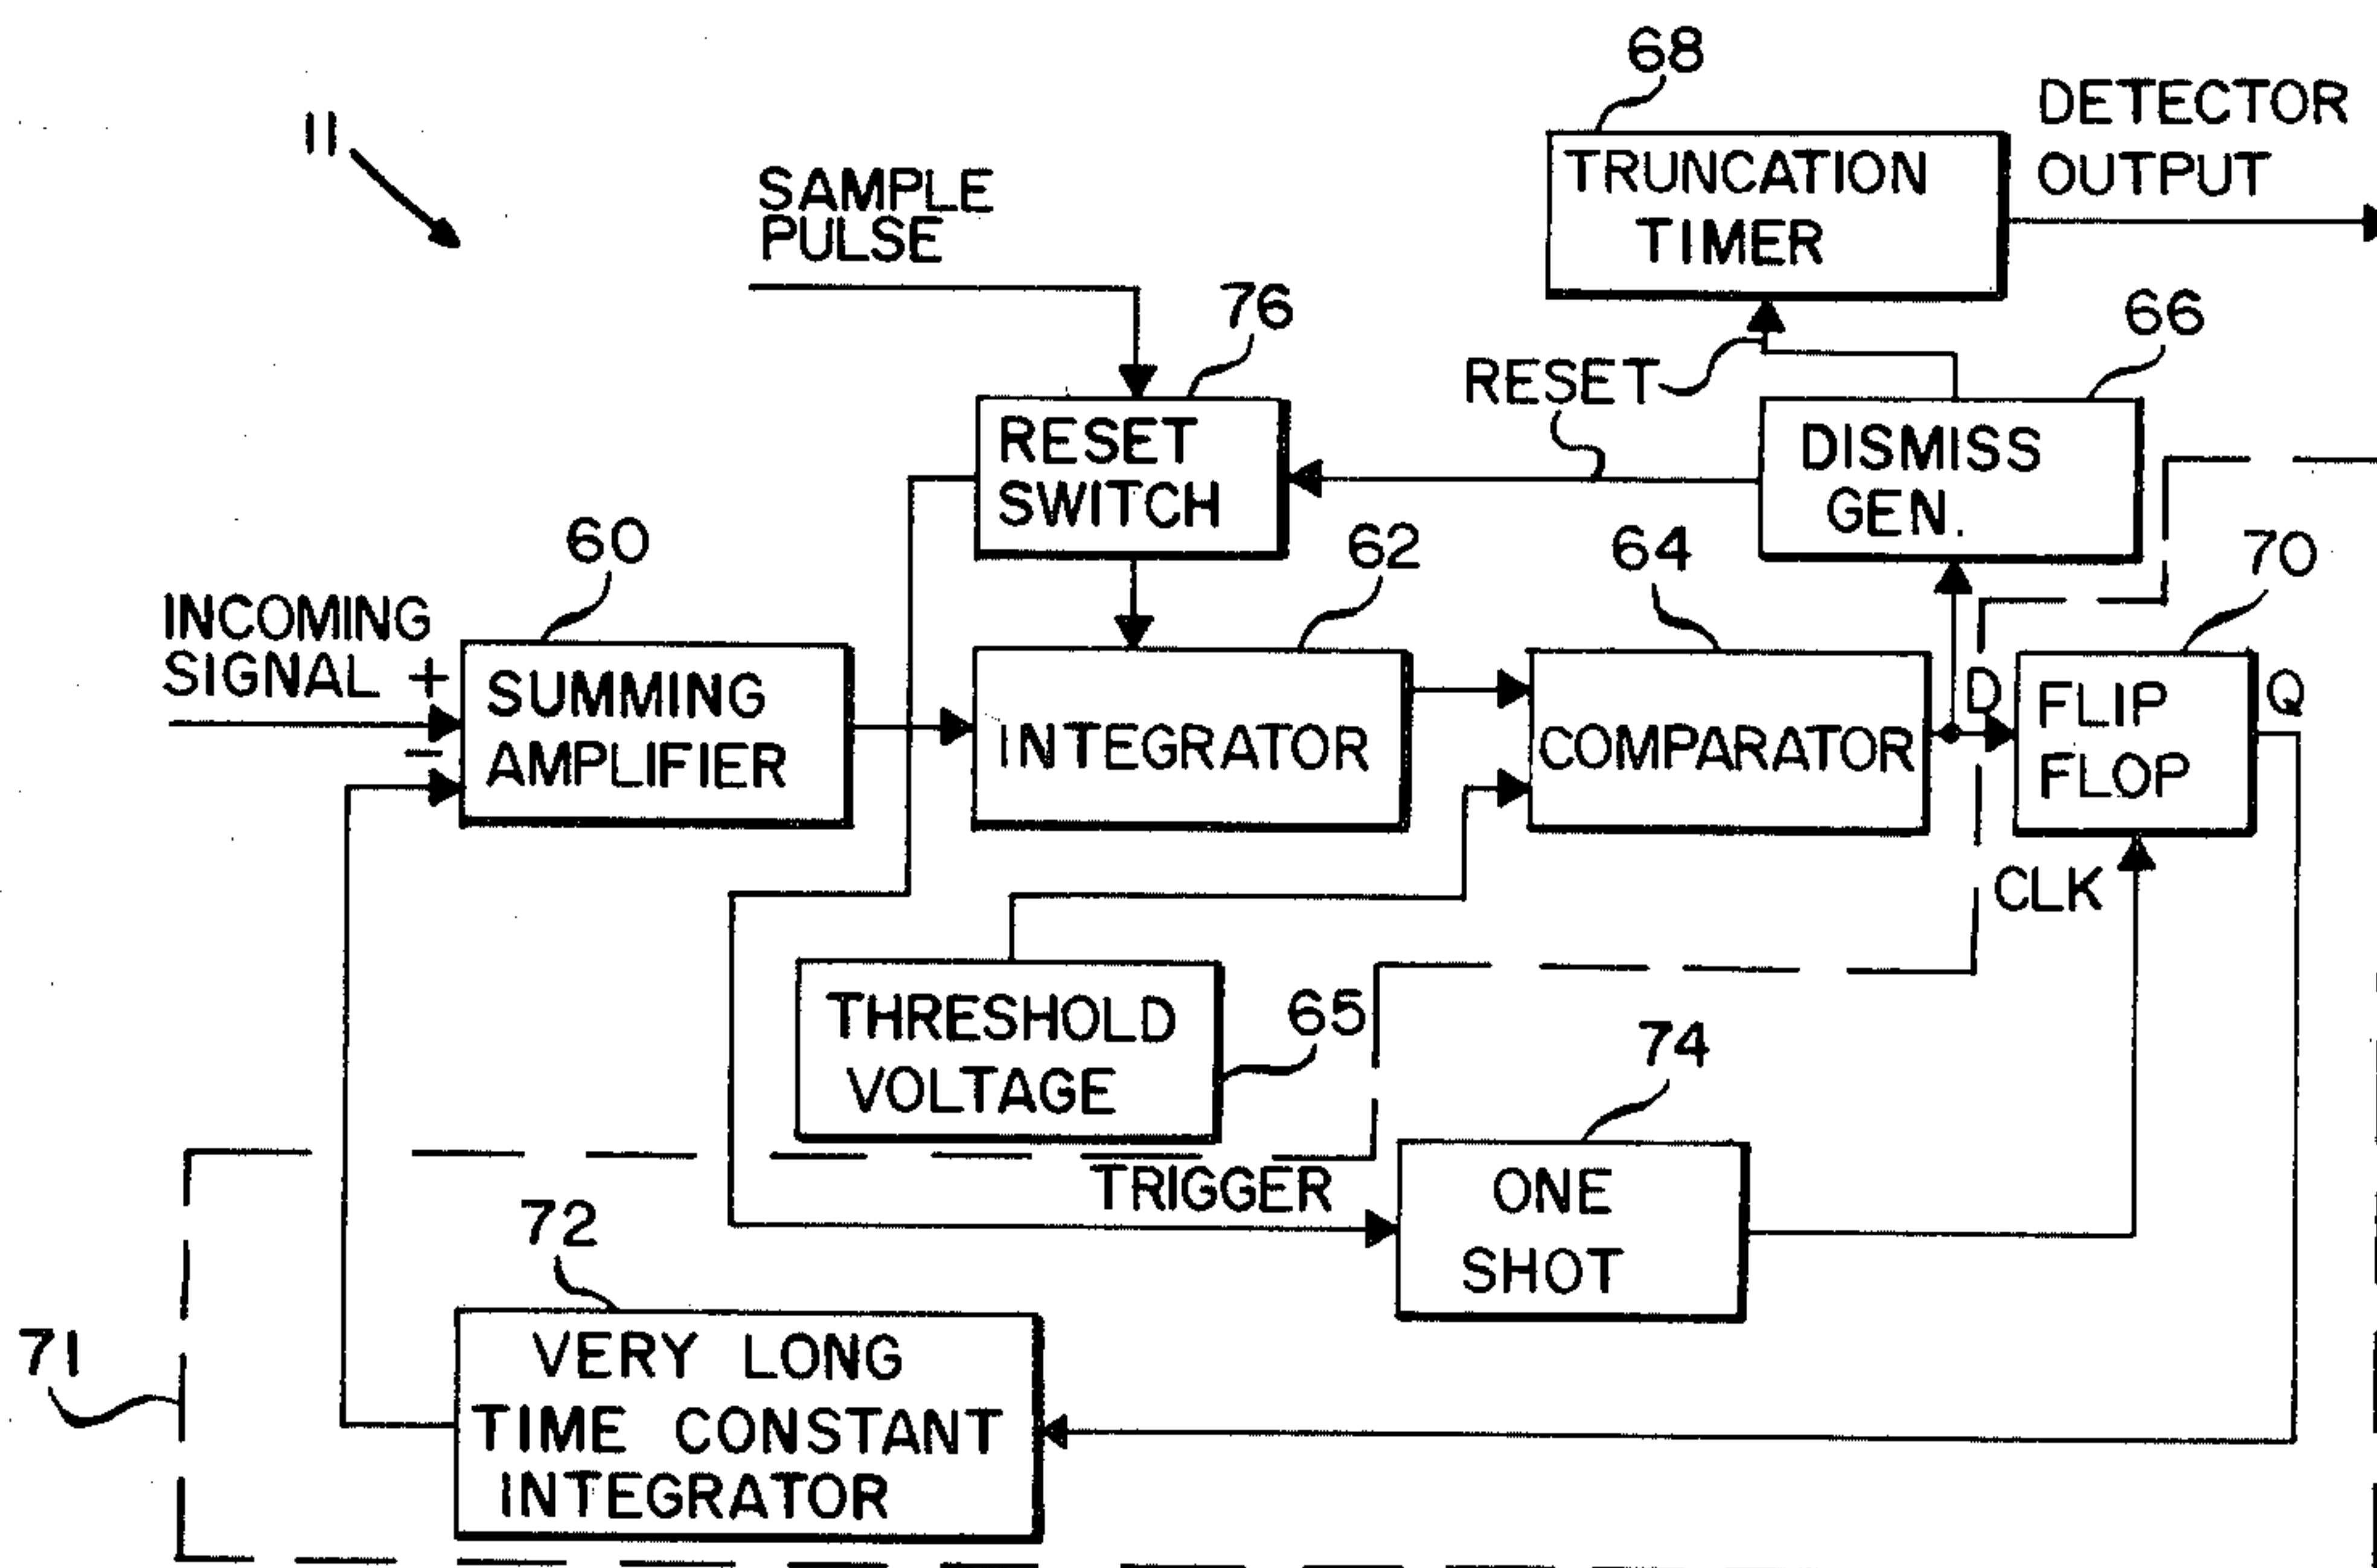 68
DETECTOR
OUTPUT
11
TRUNCATION
TIMER
SAMPLE
PULSE
76
66
RESET
RESET
SWITCH
DISMISS
GEN.
60
62
64
70
INCOMING
SIGNAL +
−
SUMMING
AMPLIFIER
INTEGRATOR
COMPARATOR
D
FLIP
FLOP
Q
CLK
THRESHOLD
VOLTAGE
65
74
TRIGGER
ONE
SHOT
72
71
VERY LONG
TIME CONSTANT
INTEGRATOR